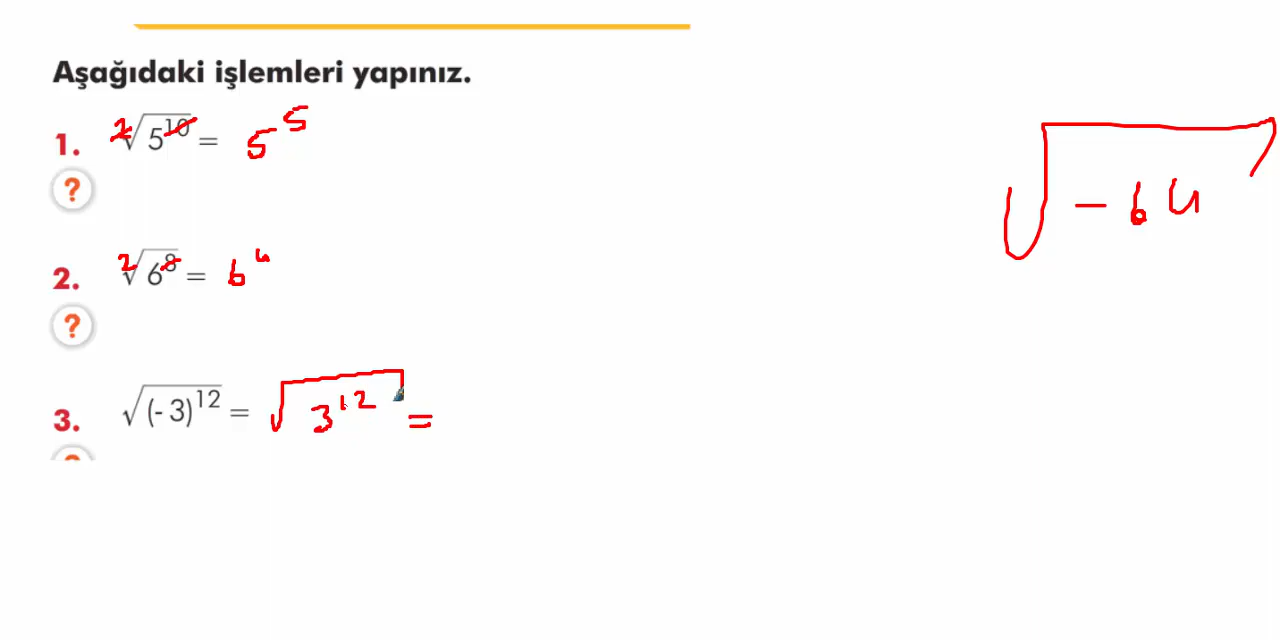 Aşağıdaki işlemleri yapınız.
1. ²√5¹⁰ = 5⁵
?
√-64
2. ²√6⁸ = 6⁴
?
3. √(-3)¹² = √3¹² =
?